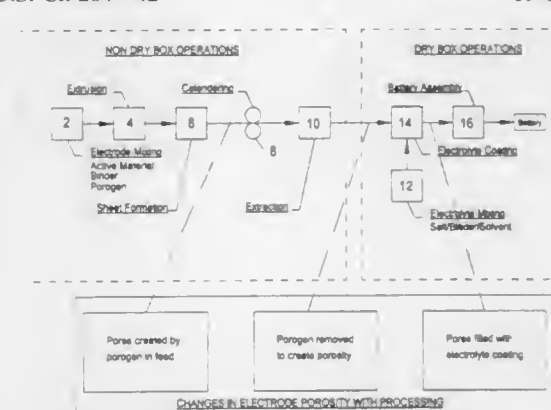 NON DRY BOX OPERATIONS
DRY BOX OPERATIONS
Extrusion
Calendering
Battery Assembly
2
4
6
8
10
14
16
Battery
Electrode Mixing
Active Material
Binder
Porogen
Sheet Formation
Extraction
Electrolyte Coating
12
Electrolyte Mixing
Salt/Binder/Solvent
Pores created by
porogen in feed
Porogen removed
to create porosity
Pores filled with
electrolyte coating
CHANGES IN ELECTRODE POROSITY WITH PROCESSING